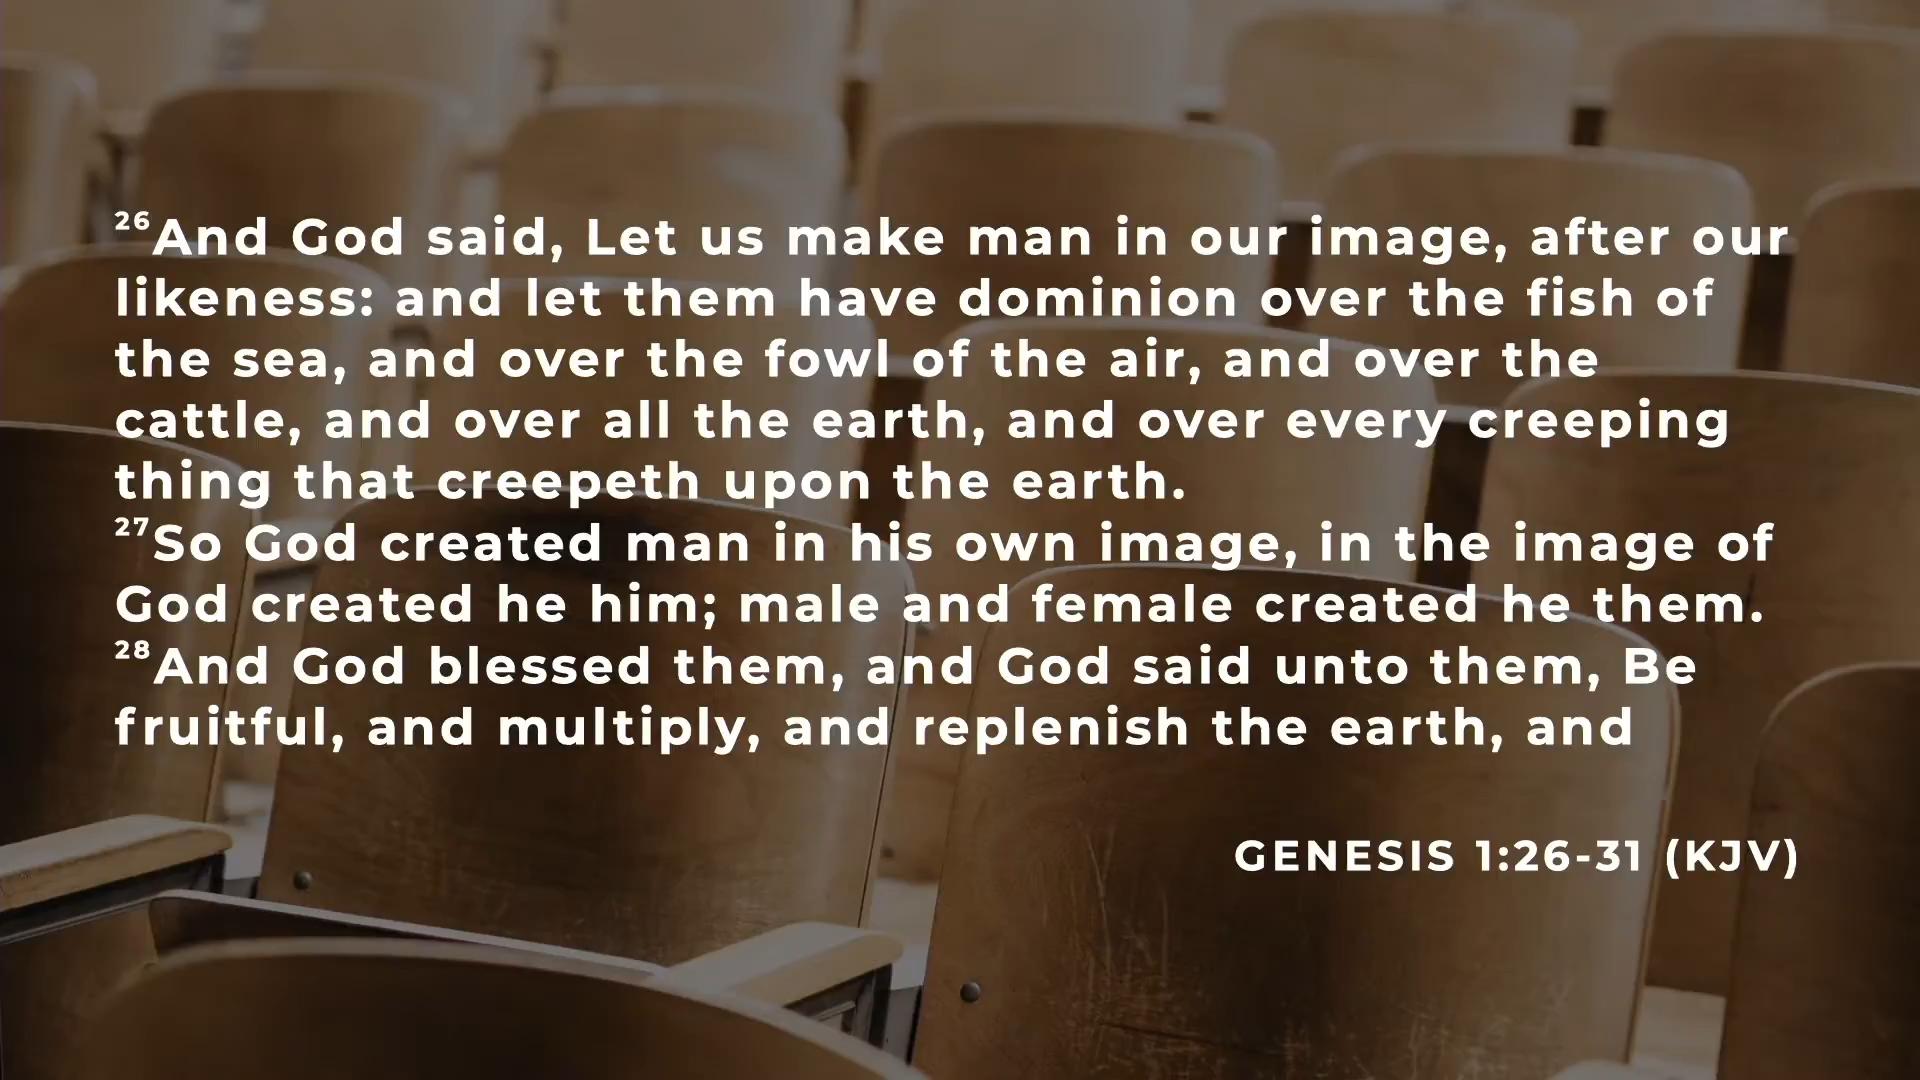 26And God said, Let us make man in our image, after our
likeness: and let them have dominion over the fish of
the sea, and over the fowl of the air, and over the
cattle, and over all the earth, and over every creeping
thing that creepeth upon the earth.
27So God created man in his own image, in the image of
God created he him; male and female created he them.
28And God blessed them, and God said unto them, Be
fruitful, and multiply, and replenish the earth, and
GENESIS 1:26-31 (KJV)